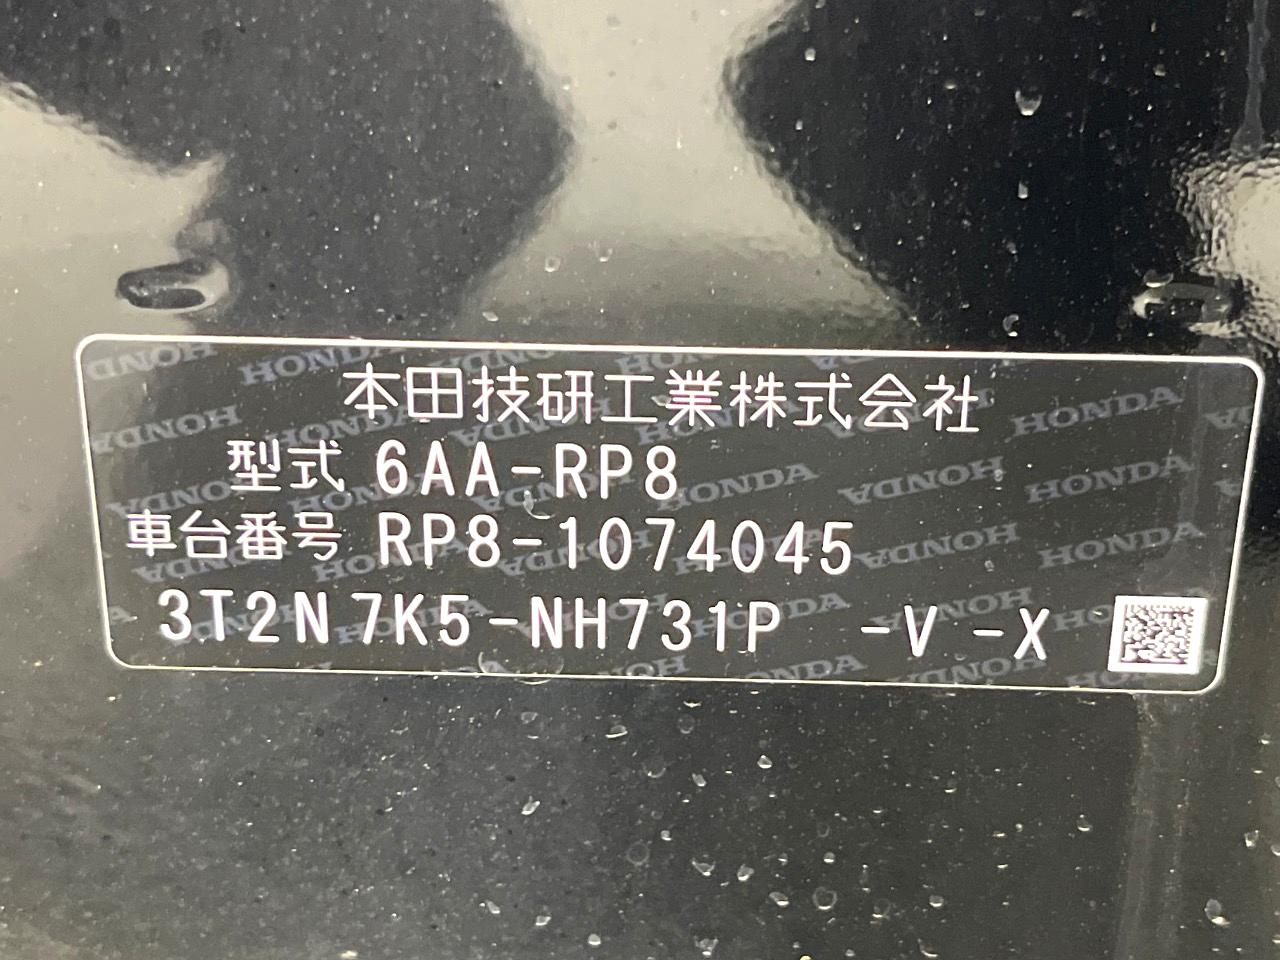 本田技研工業株式会社
型式 6AA-RP8
車台番号 RP8-1074045
3T2N7K5-NH731P -V -X